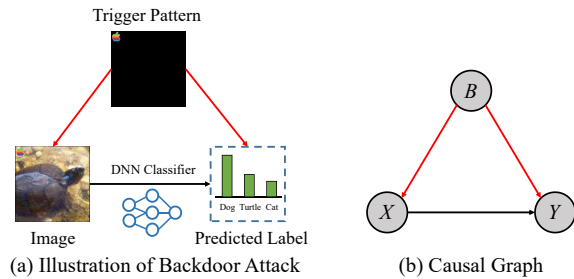 Trigger Pattern
B
DNN Classifier
Dog Turtle Cat
X
Y
Image
Predicted Label
(a) Illustration of Backdoor Attack
(b) Causal Graph